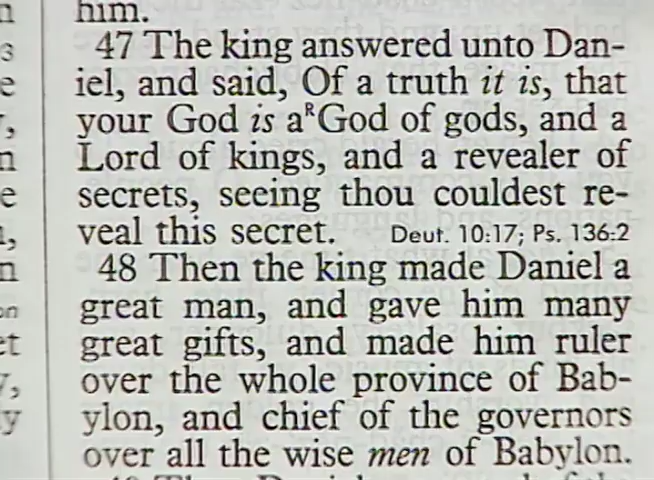 him.
47 The king answered unto Dan-
iel, and said, Of a truth it is, that
your God is aᴿGod of gods, and a
Lord of kings, and a revealer of
secrets, seeing thou couldest re-
veal this secret. Deut. 10:17; Ps. 136:2
48 Then the king made Daniel a
great man, and gave him many
great gifts, and made him ruler
over the whole province of Bab-
ylon, and chief of the governors
over all the wise men of Babylon.